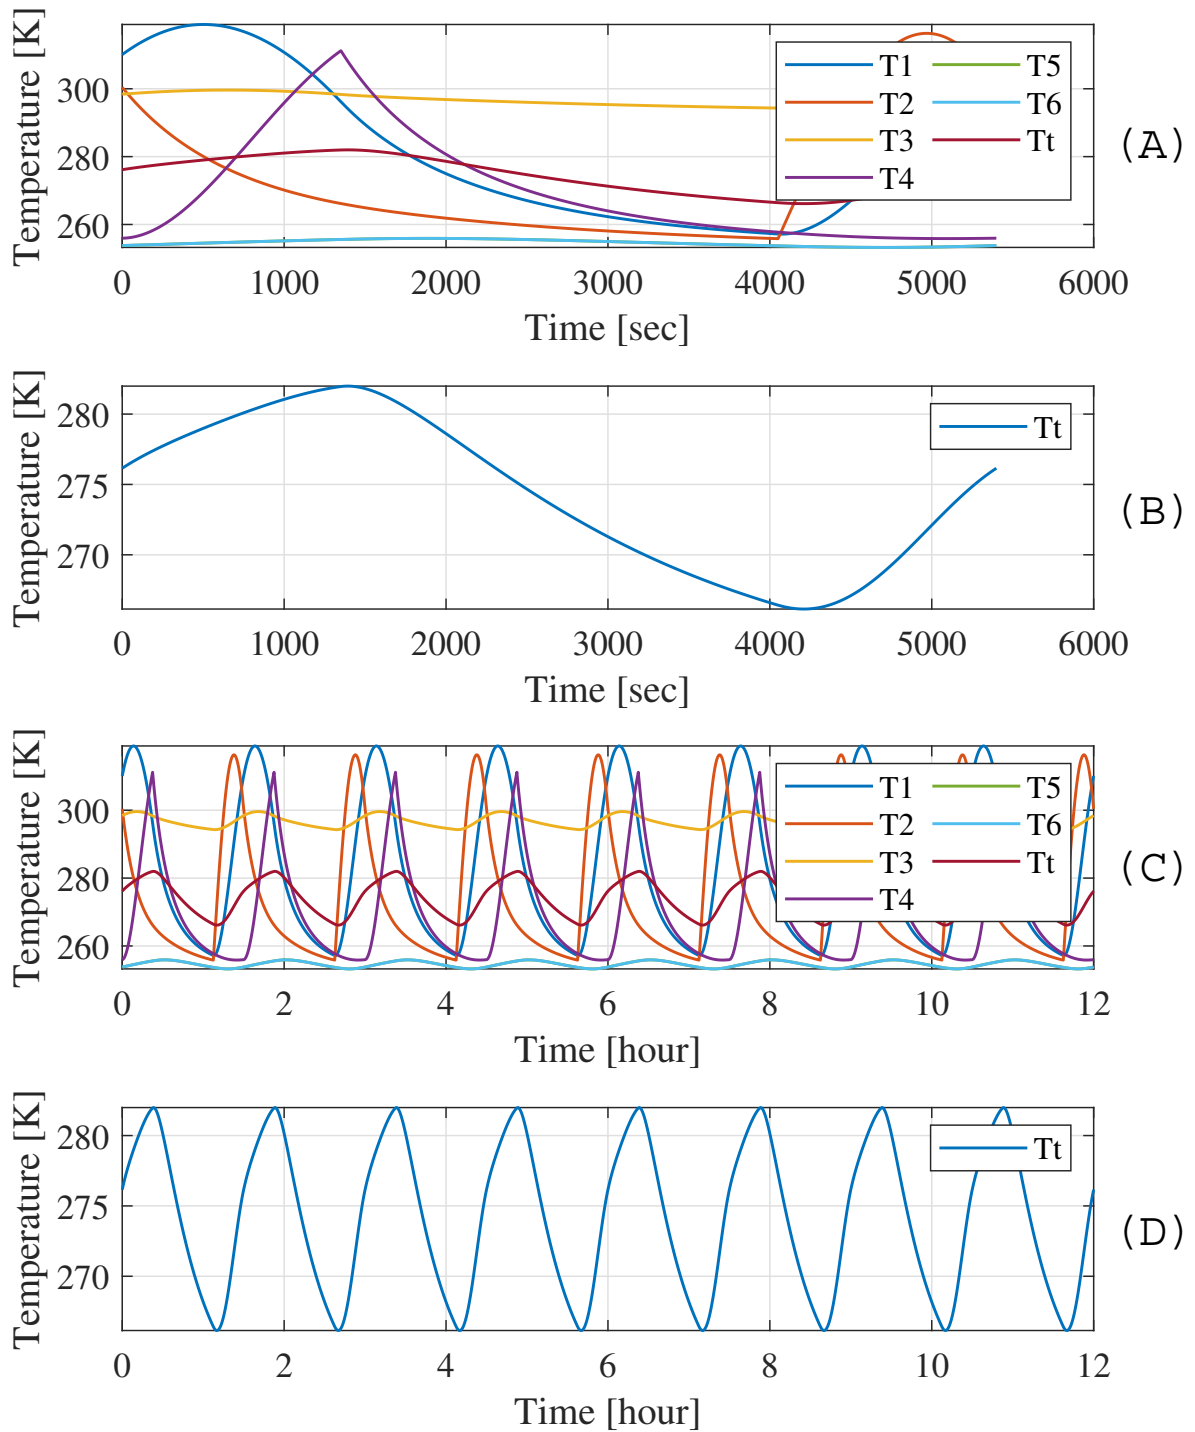 Temperature [K]
300
280
260
T1
T2
T3
T4
T5
T6
Tt
(A)
0 1000 2000 3000 4000 5000 6000
Time [sec]
Temperature [K]
280
275
270
Tt
(B)
0 1000 2000 3000 4000 5000 6000
Time [sec]
Temperature [K]
300
280
260
T1
T2
T3
T4
T5
T6
Tt
(C)
0 2 4 6 8 10 12
Time [hour]
Temperature [K]
280
275
270
Tt
(D)
0 2 4 6 8 10 12
Time [hour]